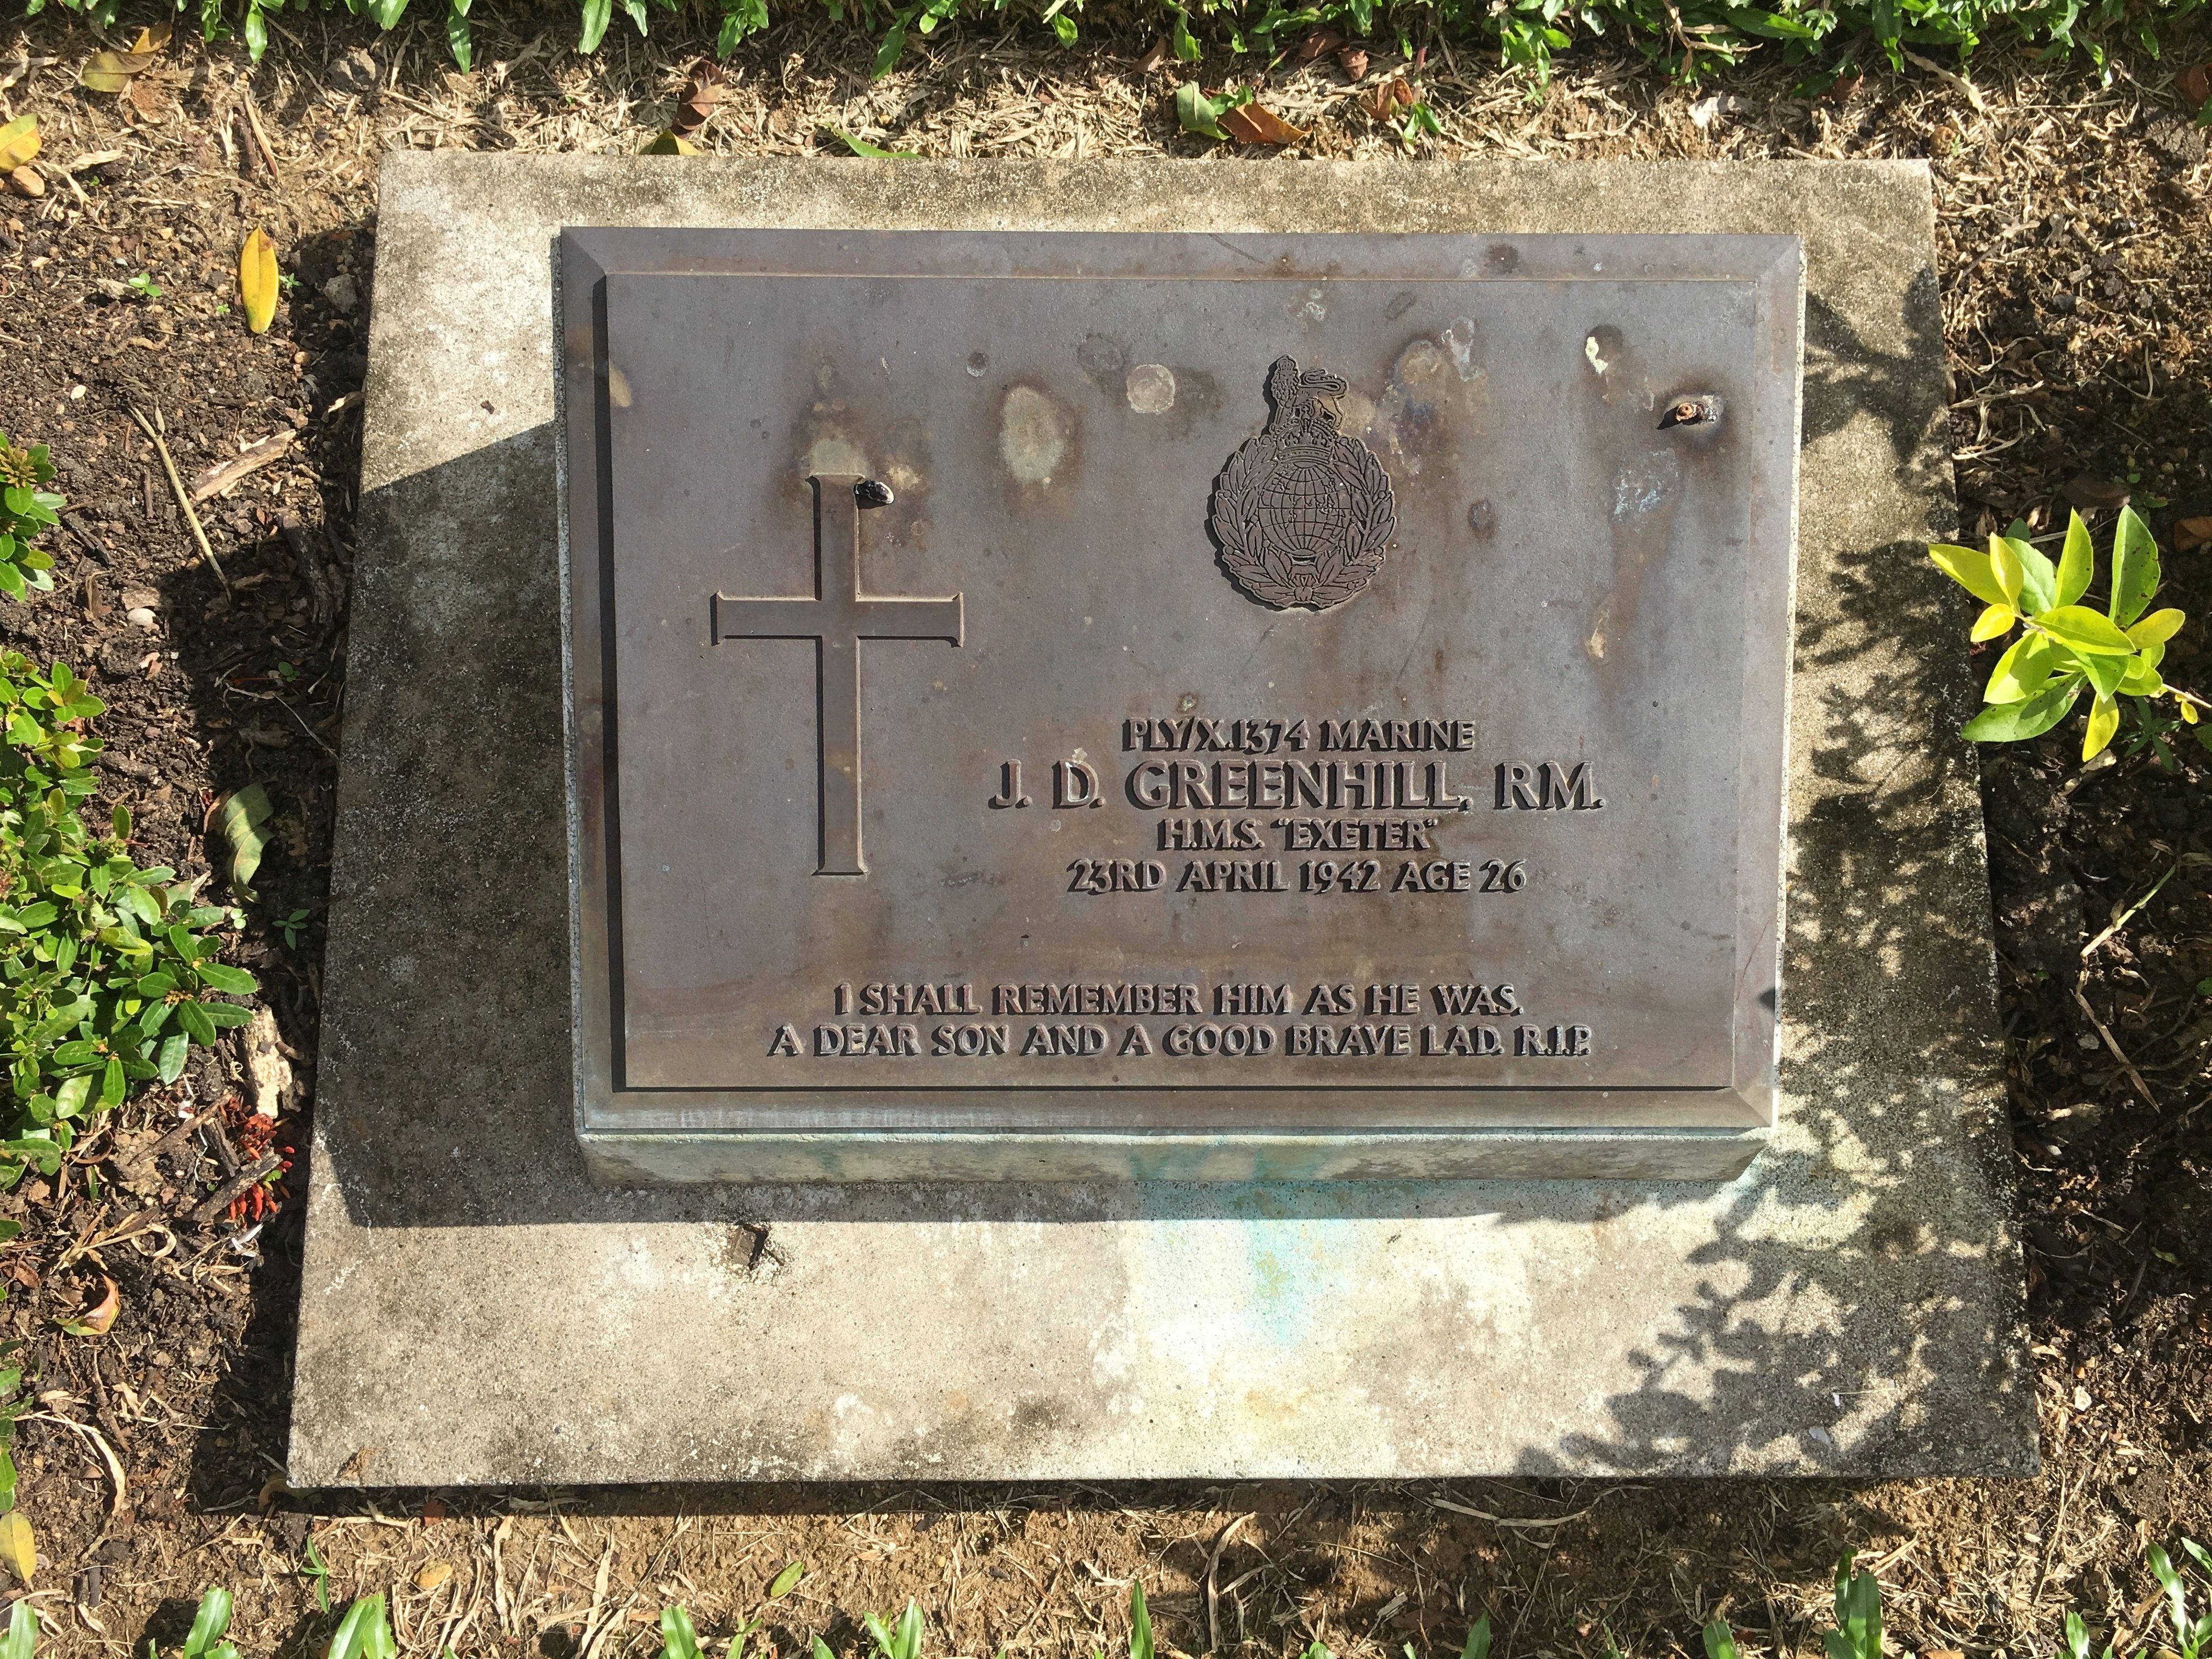 PLY/X.1374 MARINE
J. D. GREENHILL, RM.
H.M.S. "EXETER"
23RD APRIL 1942 AGE 26
I SHALL REMEMBER HIM AS HE WAS.
A DEAR SON AND A GOOD BRAVE LAD. R.I.P.